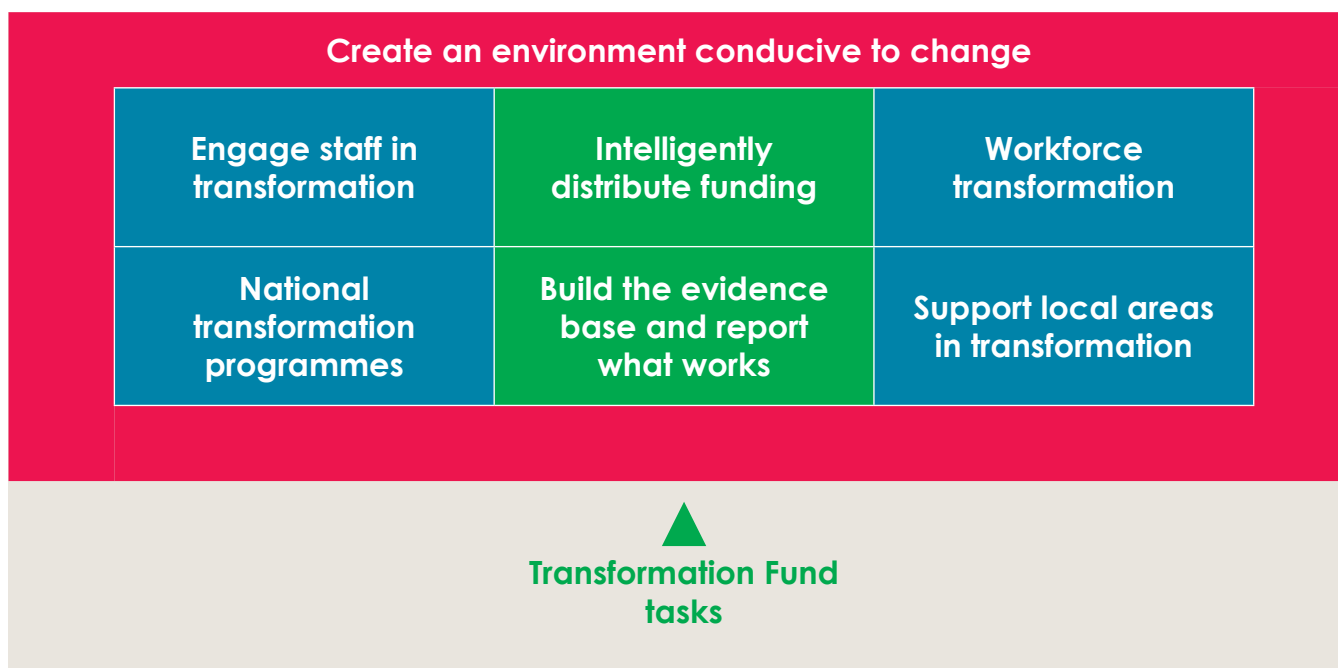 Create an environment conducive to change
Engage staff in
transformation
Intelligently
distribute funding
Workforce
transformation
National
transformation
programmes
Build the evidence
base and report
what works
Support local areas
in transformation
Transformation Fund
tasks